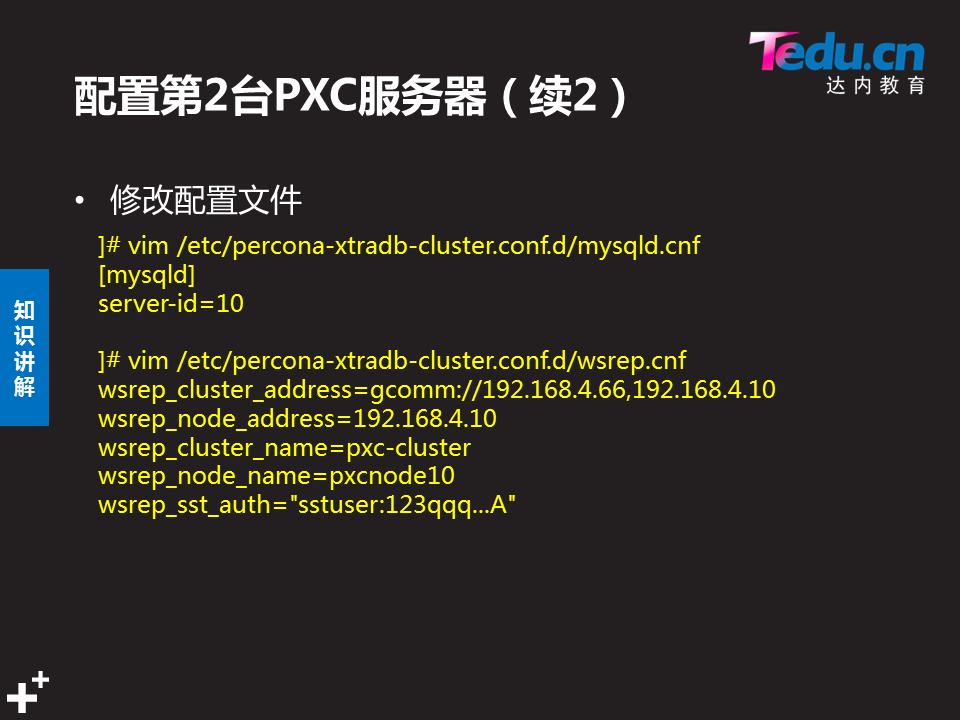 Tedu.cn
达内教育
配置第2台PXC服务器（续2）
• 修改配置文件
]# vim /etc/percona-xtradb-cluster.conf.d/mysqld.cnf
[mysqld]
server-id=10
]# vim /etc/percona-xtradb-cluster.conf.d/wsrep.cnf
wsrep_cluster_address=gcomm://192.168.4.66,192.168.4.10
wsrep_node_address=192.168.4.10
wsrep_cluster_name=pxc-cluster
wsrep_node_name=pxcnode10
wsrep_sst_auth="sstuser:123qqq...A"
知
识
讲
解